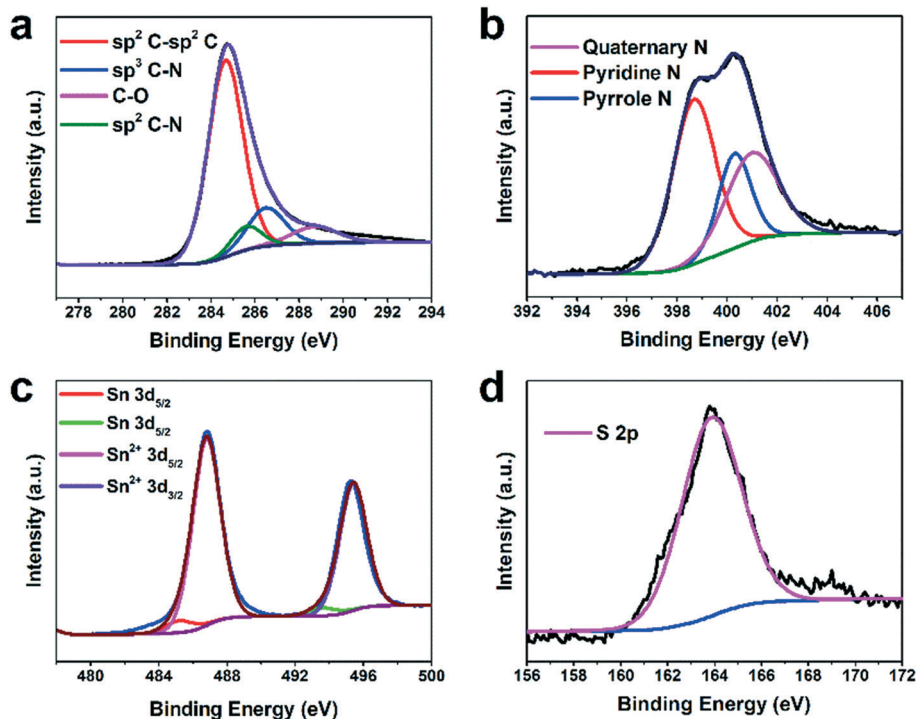 a
sp² C-sp² C
sp³ C-N
C-O
sp² C-N
Intensity (a.u.)
278 280 282 284 286 288 290 292 294
Binding Energy (eV)
b
Quaternary N
Pyridine N
Pyrrole N
Intensity (a.u.)
392 394 396 398 400 402 404 406
Binding Energy (eV)
c
Sn 3d5/2
Sn 3d5/2
Sn²⁺ 3d5/2
Sn²⁺ 3d3/2
Intensity (a.u.)
480 484 488 492 496 500
Binding Energy (eV)
d
S 2p
Intensity (a.u.)
156 158 160 162 164 166 168 170 172
Binding Energy (eV)